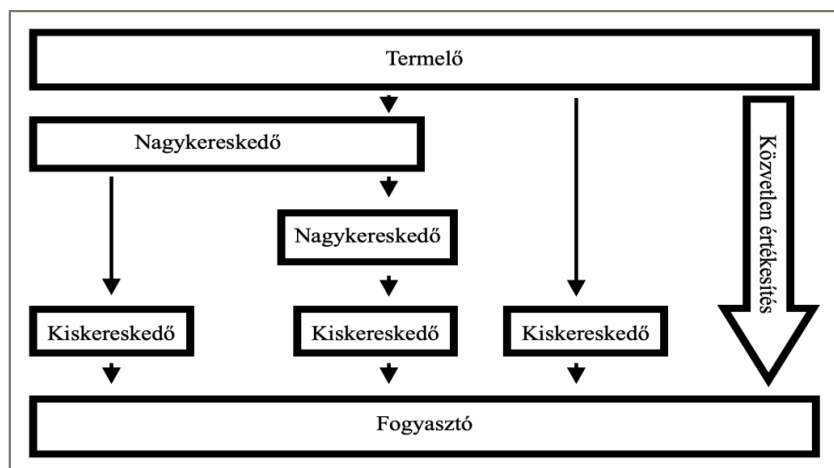 Termelő
Nagykereskedő
Közvetlen értékesítés
Nagykereskedő
Kiskereskedő
Kiskereskedő
Kiskereskedő
Fogyasztó